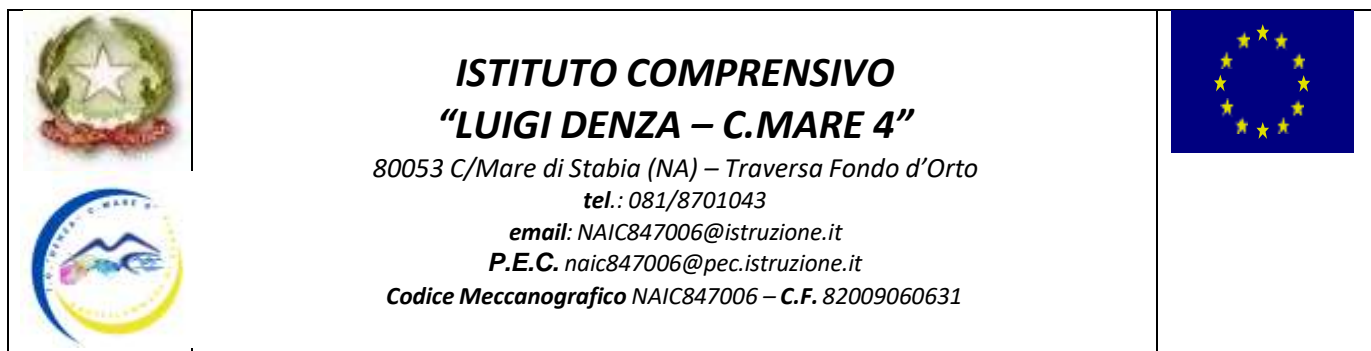 ISTITUTO COMPRENSIVO
“LUIGI DENZA – C.MARE 4”
80053 C/Mare di Stabia (NA) – Traversa Fondo d’Orto
tel.: 081/8701043
email: NAIC847006@istruzione.it
P.E.C. naic847006@pec.istruzione.it
Codice Meccanografico NAIC847006 – C.F. 82009060631